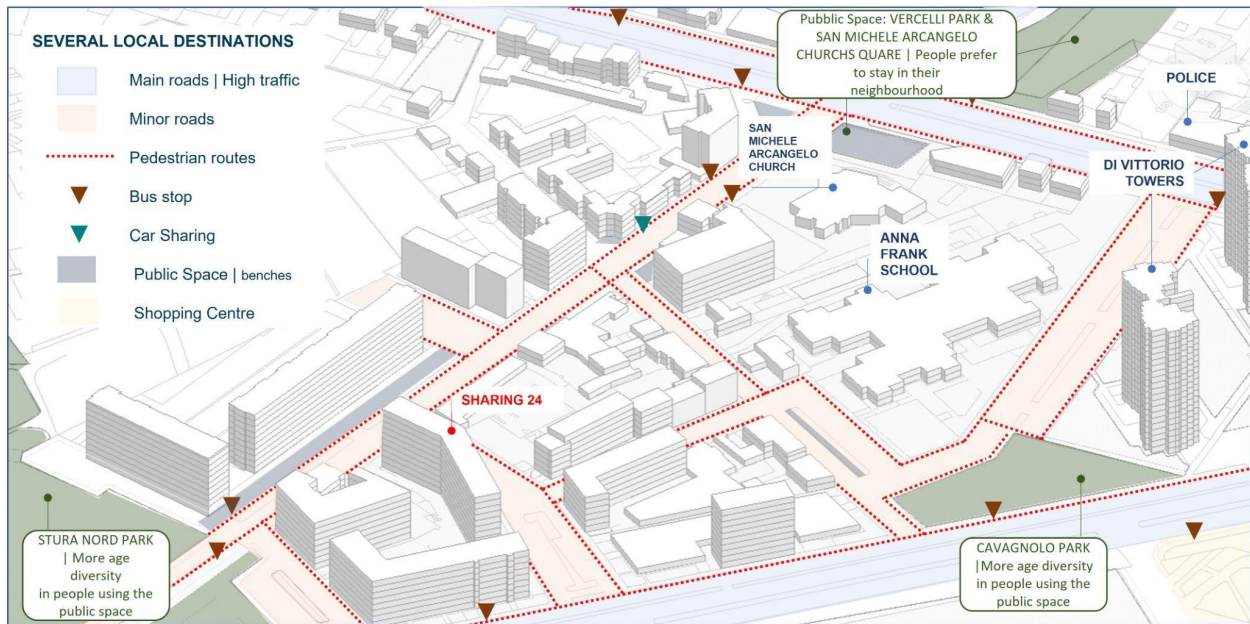 SEVERAL LOCAL DESTINATIONS
Main roads | High traffic
Minor roads
Pedestrian routes
Bus stop
Car Sharing
Public Space | benches
Shopping Centre
Pubblic Space: VERCELLI PARK &
SAN MICHELE ARCANGELO
CHURCHS QUARE | People prefer
to stay in their
neighbourhood
POLICE
SAN
MICHELE
ARCANGELO
CHURCH
DI VITTORIO
TOWERS
ANNA
FRANK
SCHOOL
SHARING 24
STURA NORD PARK
| More age
diversity
in people using the
public space
CAVAGNOLO PARK
|More age diversity
in people using the
public space